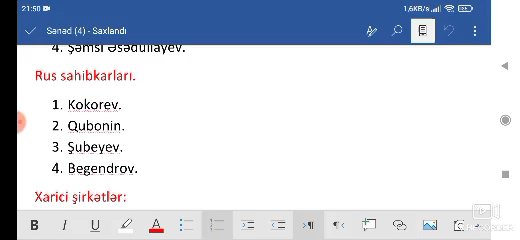 21:50
1,6KB/s
Sənəd (4) - Saxlandı
4. Şəmsi Əsədullayev.
Rus sahibkarları.
1. Kokorev.
2. Qubonin.
3. Şubeyev.
4. Begendrov.
Xarici şirkətlər:
B I U A